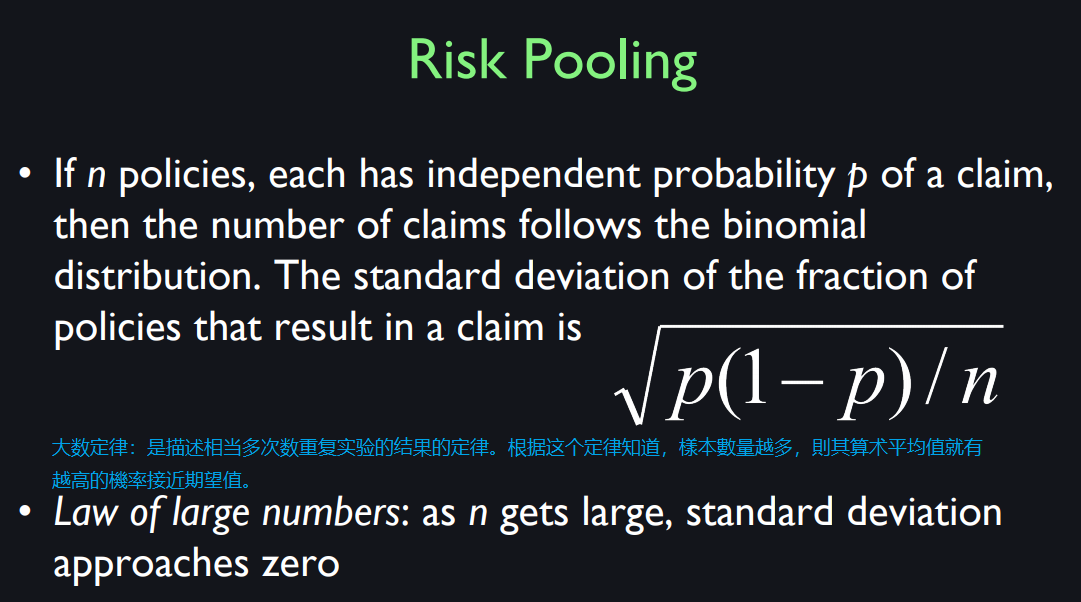 Risk Pooling
• If n policies, each has independent probability p of a claim,
then the number of claims follows the binomial
distribution. The standard deviation of the fraction of
policies that result in a claim is
√p(1 − p) / n
大数定律：是描述相当多次数重复实验的结果的定律。根据这个定律知道，樣本數量越多，則其算术平均值就有
越高的機率接近期望值。
• Law of large numbers: as n gets large, standard deviation
approaches zero